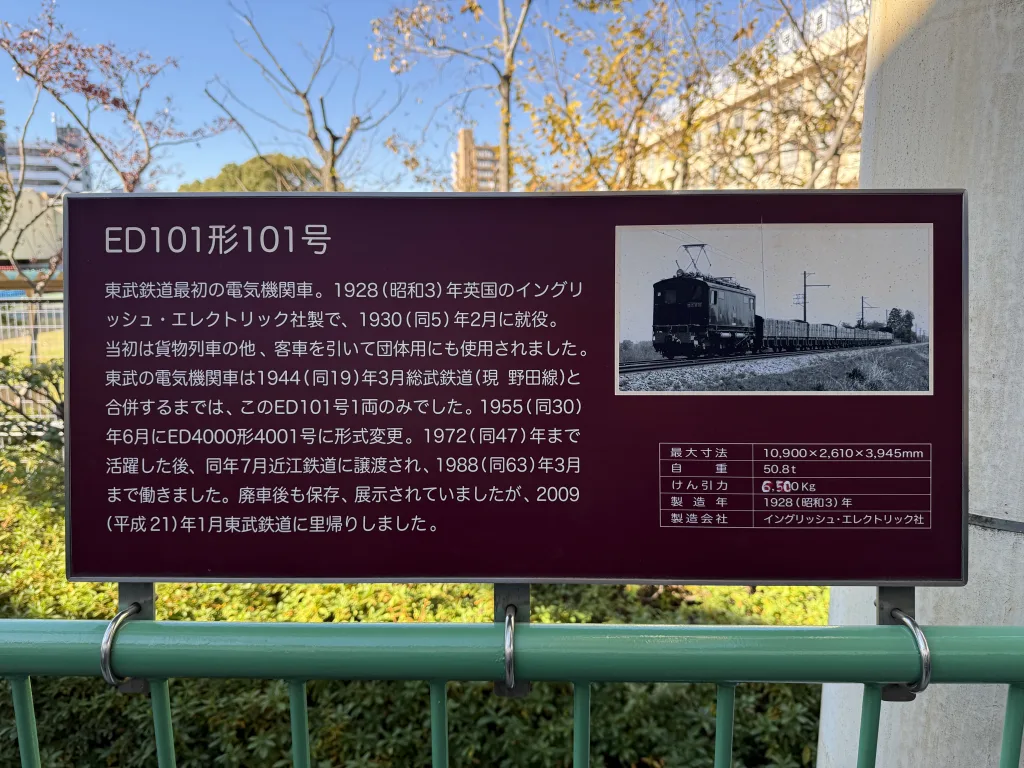 ED101形101号
東武鉄道最初の電気機関車。1928(昭和3)年英国のイングリ
ッシュ・エレクトリック社製で、1930(同5)年2月に就役。
当初は貨物列車の他、客車を引いて団体用にも使用されました。
東武の電気機関車は1944(同19)年3月総武鉄道(現 野田線)と
合併するまでは、このED101号1両のみでした。1955(同30)
年6月にED4000形4001号に形式変更。1972(同47)年まで
活躍した後、同年7月近江鉄道に譲渡され、1988(同63)年3月
まで働きました。廃車後も保存、展示されていましたが、2009
(平成21)年1月東武鉄道に里帰りしました。
最大寸法 10,900×2,610×3,945mm
自重 50.8t
けん引力 Kg
製造年 1928(昭和3)年
製造会社 イングリッシュ・エレクトリック社